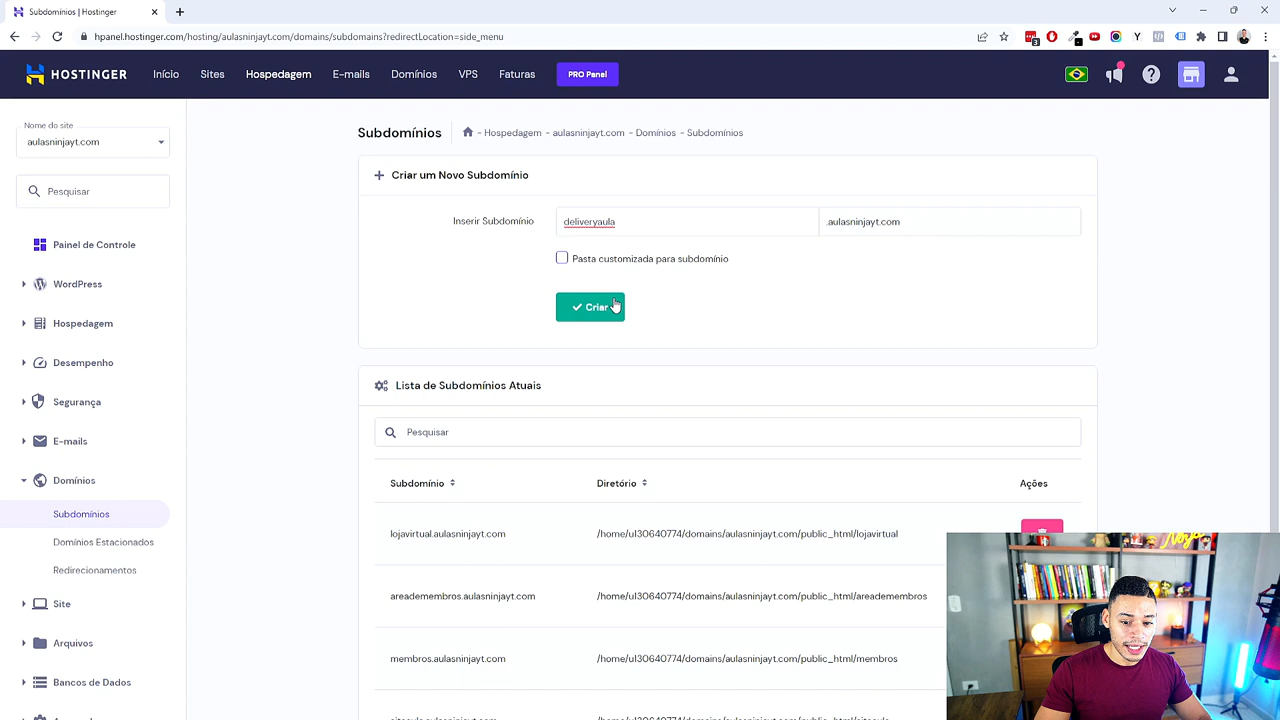 Subdomínios | Hostinger
hpanel.hostinger.com/hosting/aulasninjayt.com/domains/subdomains?redirectLocation=side_menu
HOSTINGER
Início
Sites
Hospedagem
E-mails
Domínios
VPS
Faturas
PRO Panel
Nome do site
aulasninjayt.com
Pesquisar
Painel de Controle
WordPress
Hospedagem
Desempenho
Segurança
E-mails
Domínios
Subdomínios
Domínios Estacionados
Redirecionamentos
Site
Arquivos
Bancos de Dados
Subdomínios
- Hospedagem - aulasninjayt.com - Domínios - Subdomínios
Criar um Novo Subdomínio
Inserir Subdomínio
deliveryaula
.aulasninjayt.com
Pasta customizada para subdomínio
Criar
Lista de Subdomínios Atuais
Pesquisar
Subdomínio
Diretório
Ações
lojavirtual.aulasninjayt.com
/home/u130640774/domains/aulasninjayt.com/public_html/lojavirtual
areademembros.aulasninjayt.com
/home/u130640774/domains/aulasninjayt.com/public_html/areademembros
membros.aulasninjayt.com
/home/u130640774/domains/aulasninjayt.com/public_html/membros